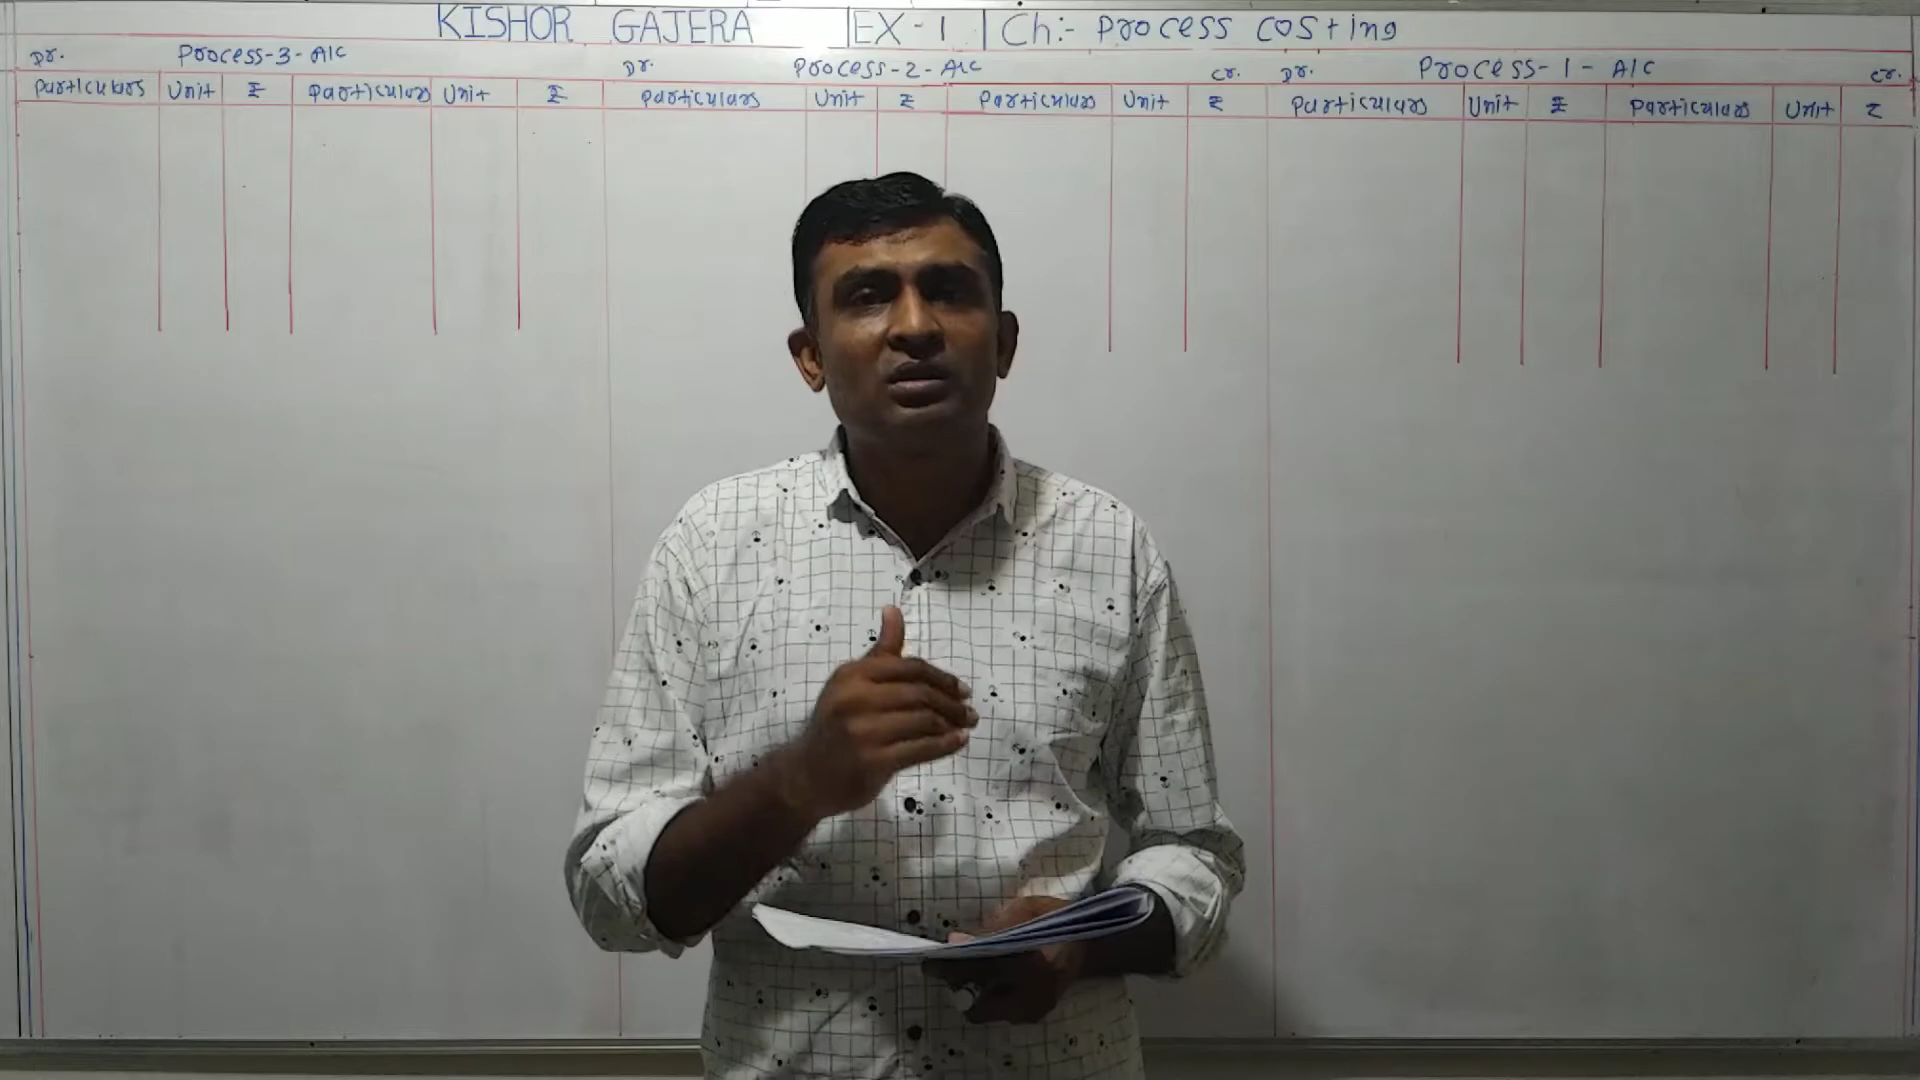 KISHOR GAJERA | EX-1 | Ch:- Process costing
Dr. Process-3-A/c
Dr. Process-2-A/c Cr.
Dr. Process-1-A/c Cr.
Particulars Unit ₹ Particulars Unit ₹
Particulars Unit ₹ Particulars Unit ₹
Particulars Unit ₹ Particulars Unit ₹